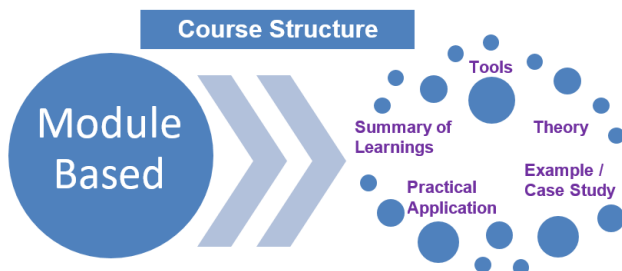 Course Structure
Module
Based
Tools
Summary of
Learnings
Theory
Practical
Application
Example /
Case Study